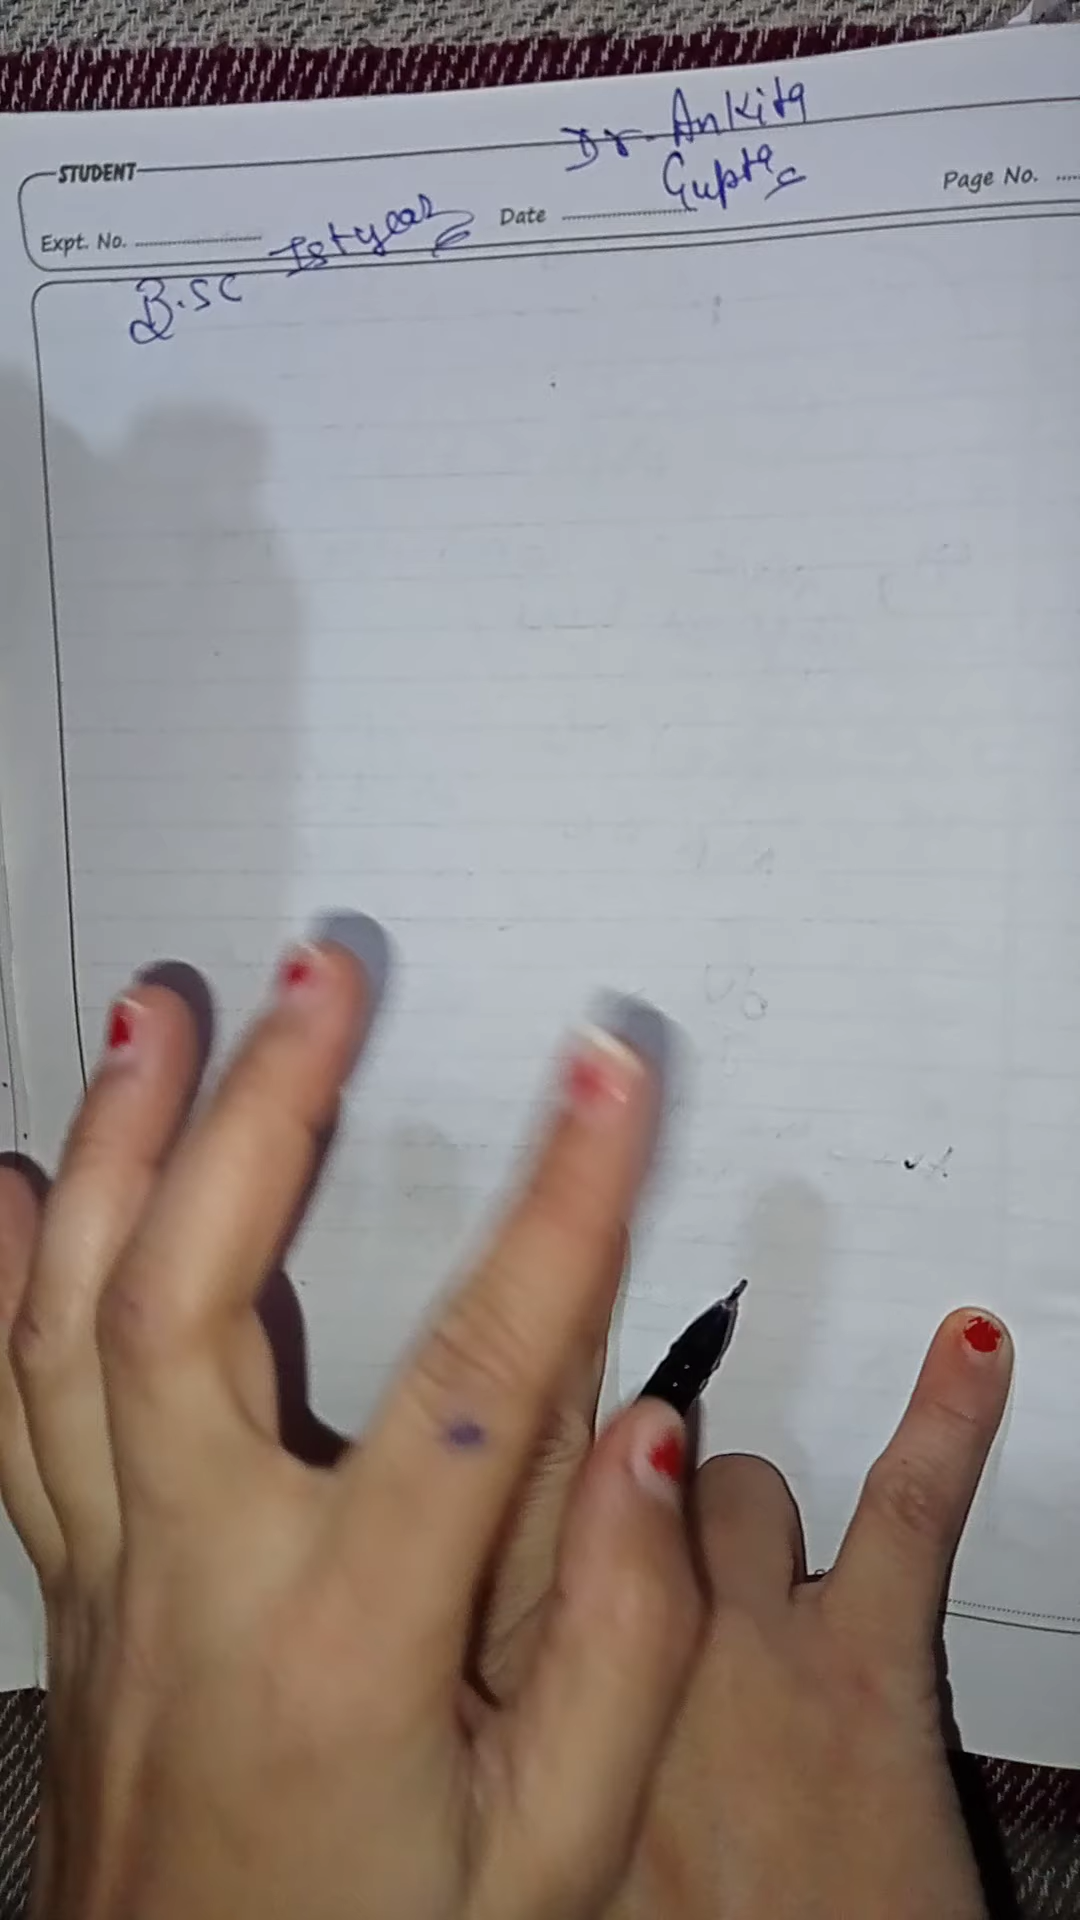 Dr. Ankita
Gupta
STUDENT
Page No. .....
Expt. No. ....................
Date ....................
B.SC Ist year